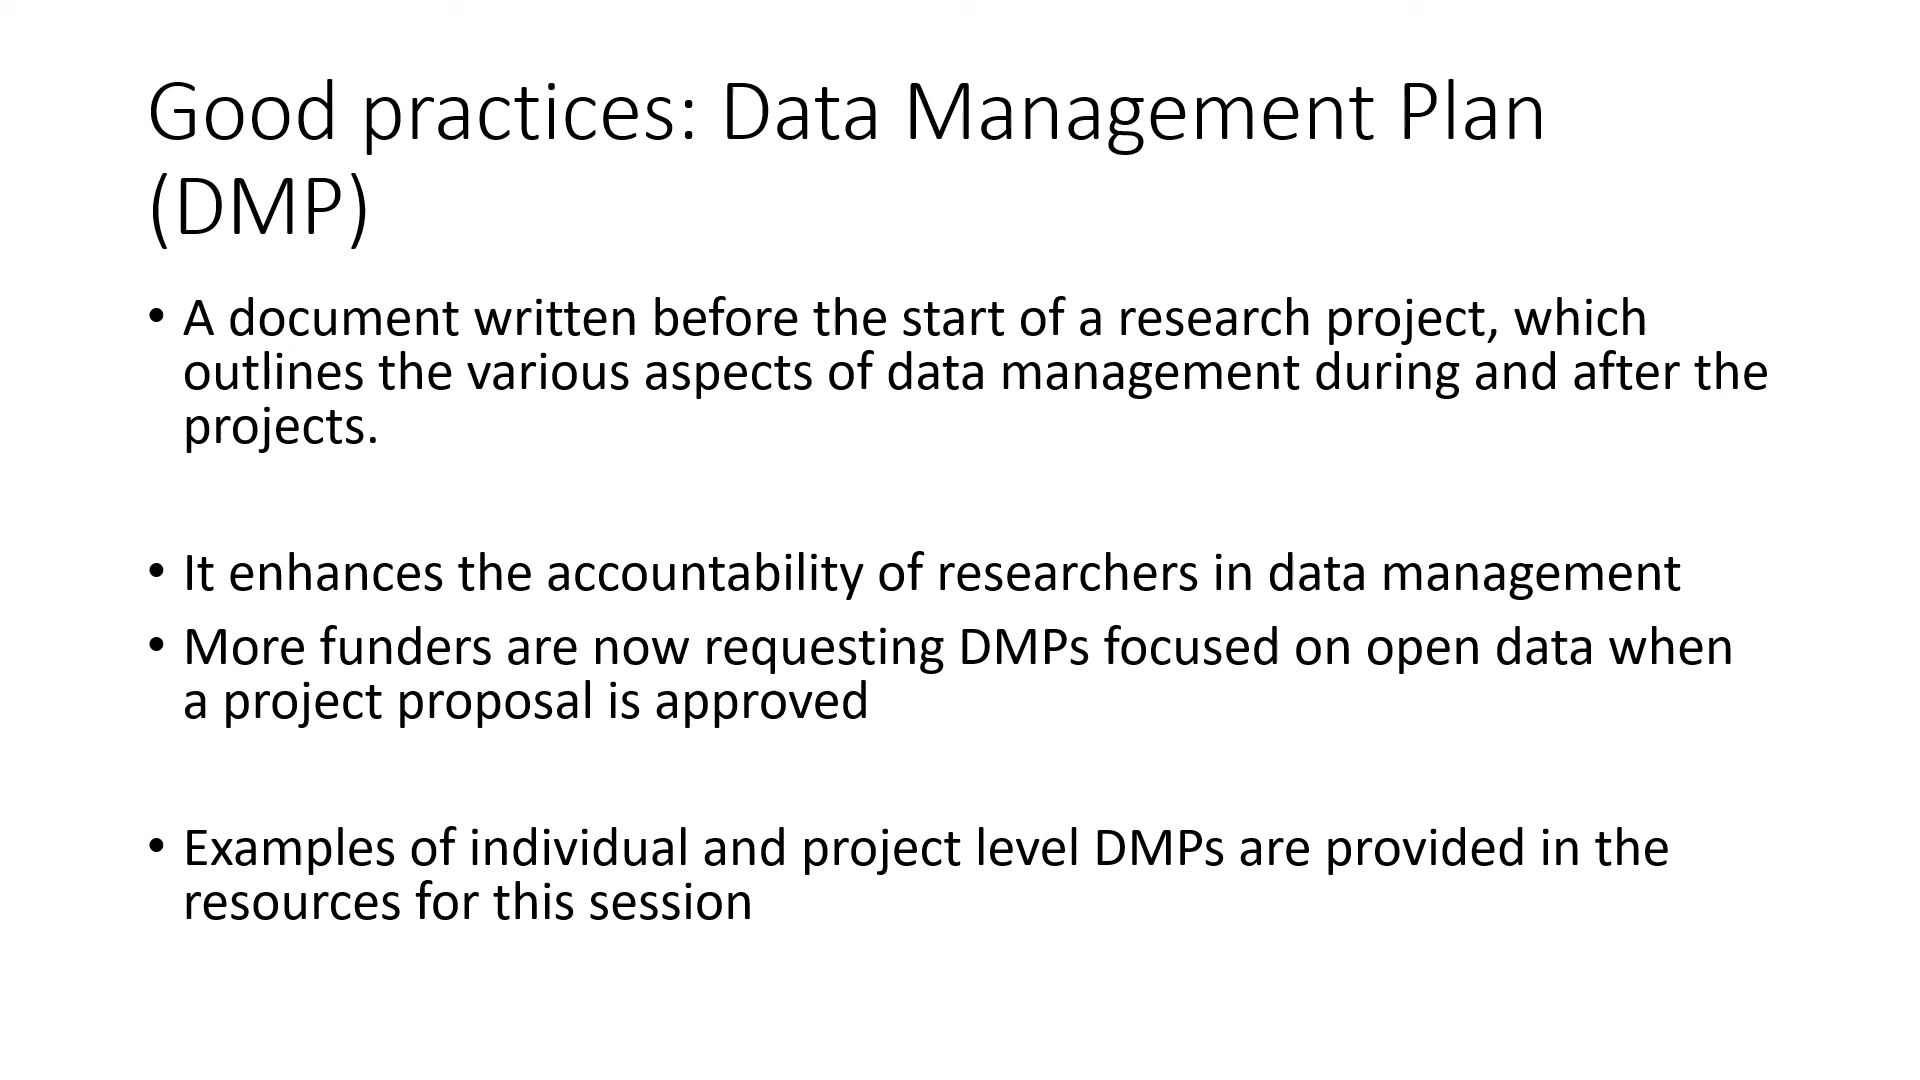 Good practices: Data Management Plan
(DMP)
• A document written before the start of a research project, which
outlines the various aspects of data management during and after the
projects.
• It enhances the accountability of researchers in data management
• More funders are now requesting DMPs focused on open data when
a project proposal is approved
• Examples of individual and project level DMPs are provided in the
resources for this session